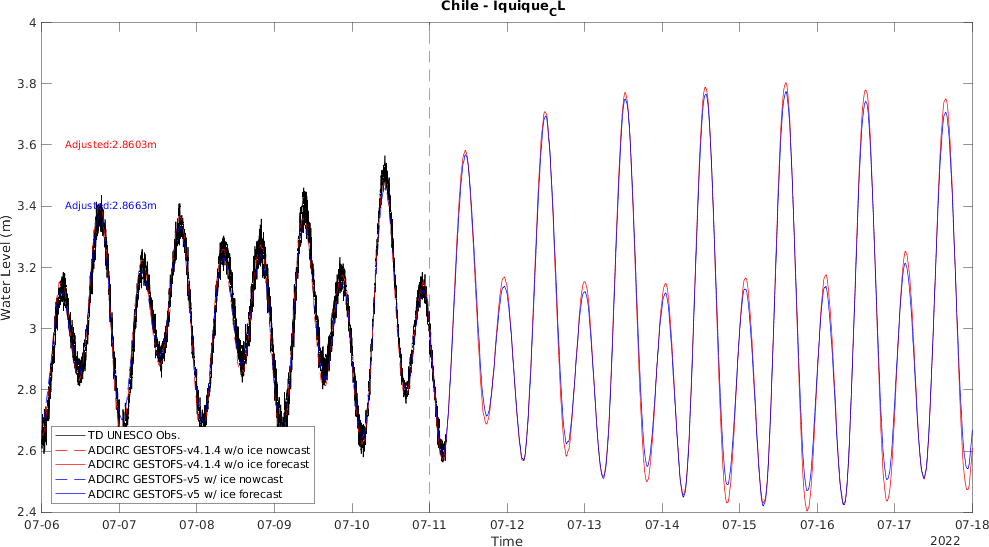 Chile - Iquique_CL
4
3.8
3.6
3.4
3.2
3
2.8
2.6
2.4
Water Level (m)
Adjusted:2.8603m
Adjusted:2.8663m
TD UNESCO Obs.
ADCIRC GESTOFS-v4.1.4 w/o ice nowcast
ADCIRC GESTOFS-v4.1.4 w/o ice forecast
ADCIRC GESTOFS-v5 w/ ice nowcast
ADCIRC GESTOFS-v5 w/ ice forecast
07-06 07-07 07-08 07-09 07-10 07-11 07-12 07-13 07-14 07-15 07-16 07-17 07-18
Time
2022